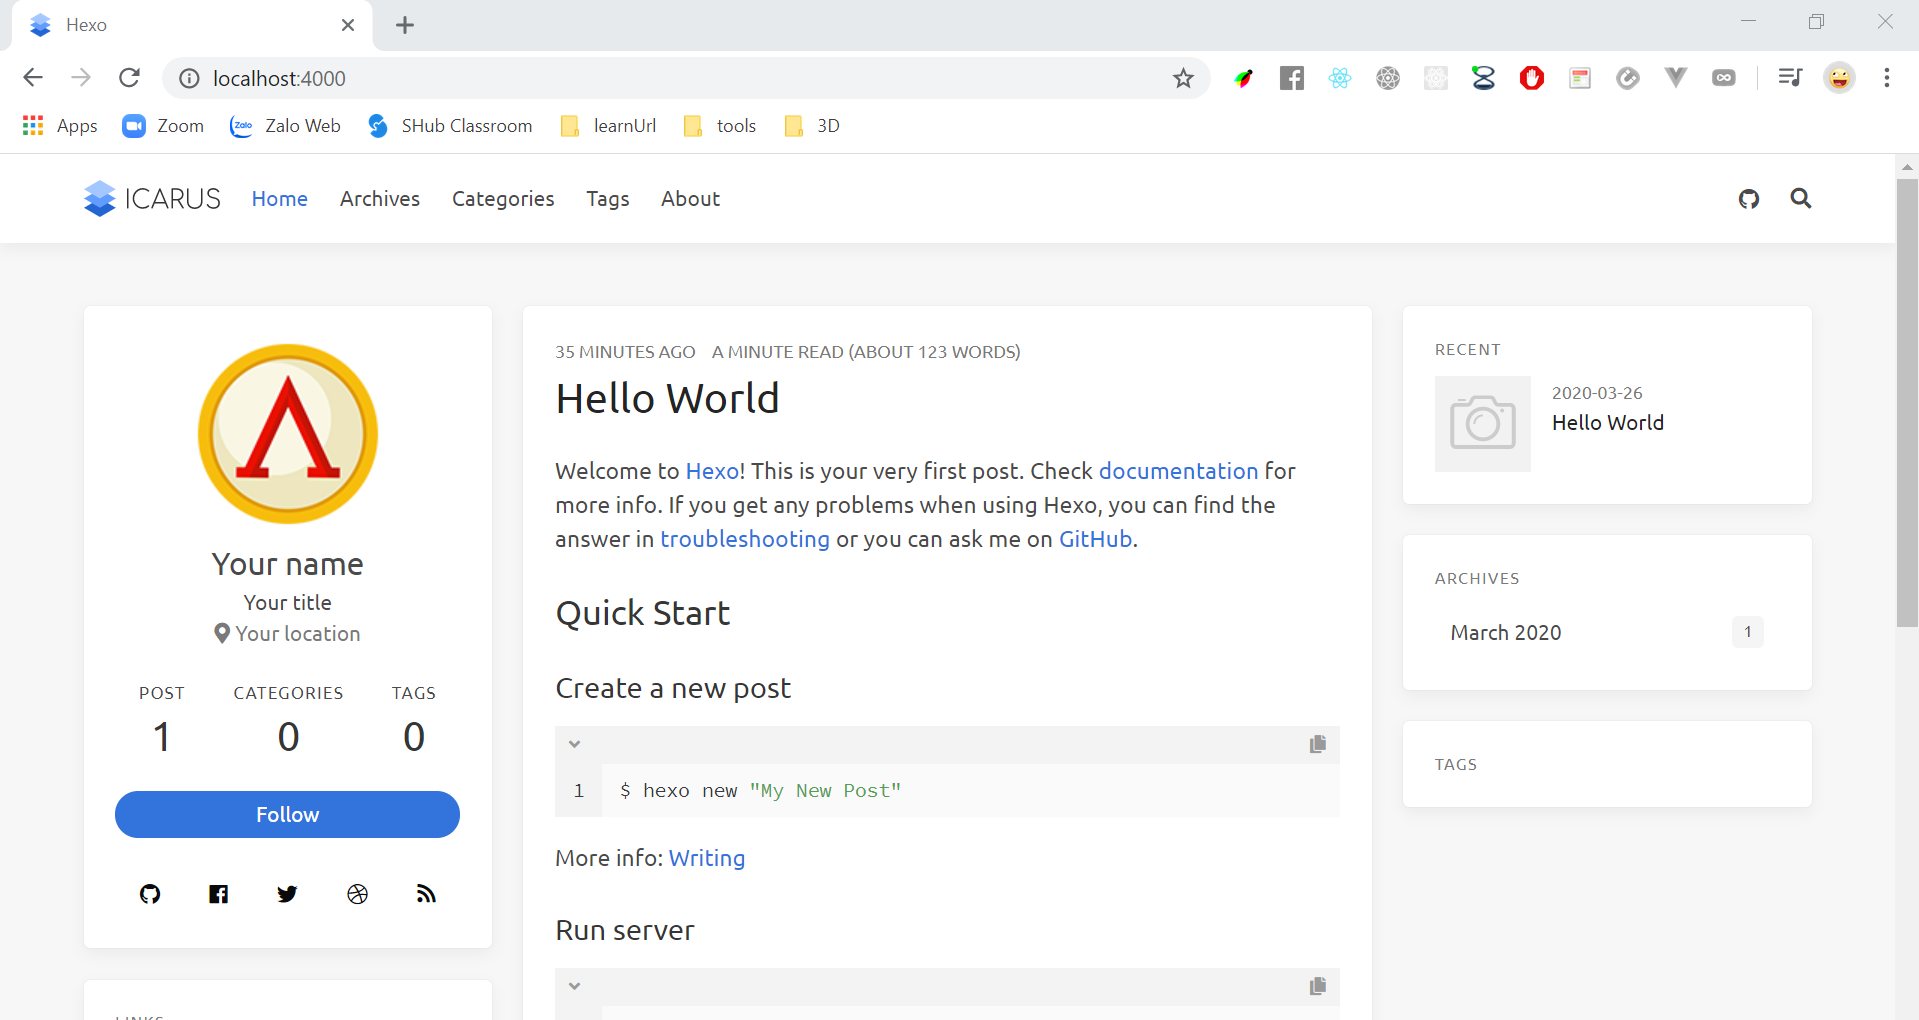 Hexo
localhost:4000
Apps
Zoom
Zalo
Zalo Web
SHub Classroom
learnUrl
tools
3D
ICARUS
Home
Archives
Categories
Tags
About
Your name
Your title
Your location
POST
CATEGORIES
TAGS
1
0
0
Follow
35 MINUTES AGO A MINUTE READ (ABOUT 123 WORDS)
Hello World
Welcome to Hexo! This is your very first post. Check documentation for
more info. If you get any problems when using Hexo, you can find the
answer in troubleshooting or you can ask me on GitHub.
Quick Start
Create a new post
1 $ hexo new "My New Post"
More info: Writing
Run server
RECENT
2020-03-26
Hello World
ARCHIVES
March 2020 1
TAGS